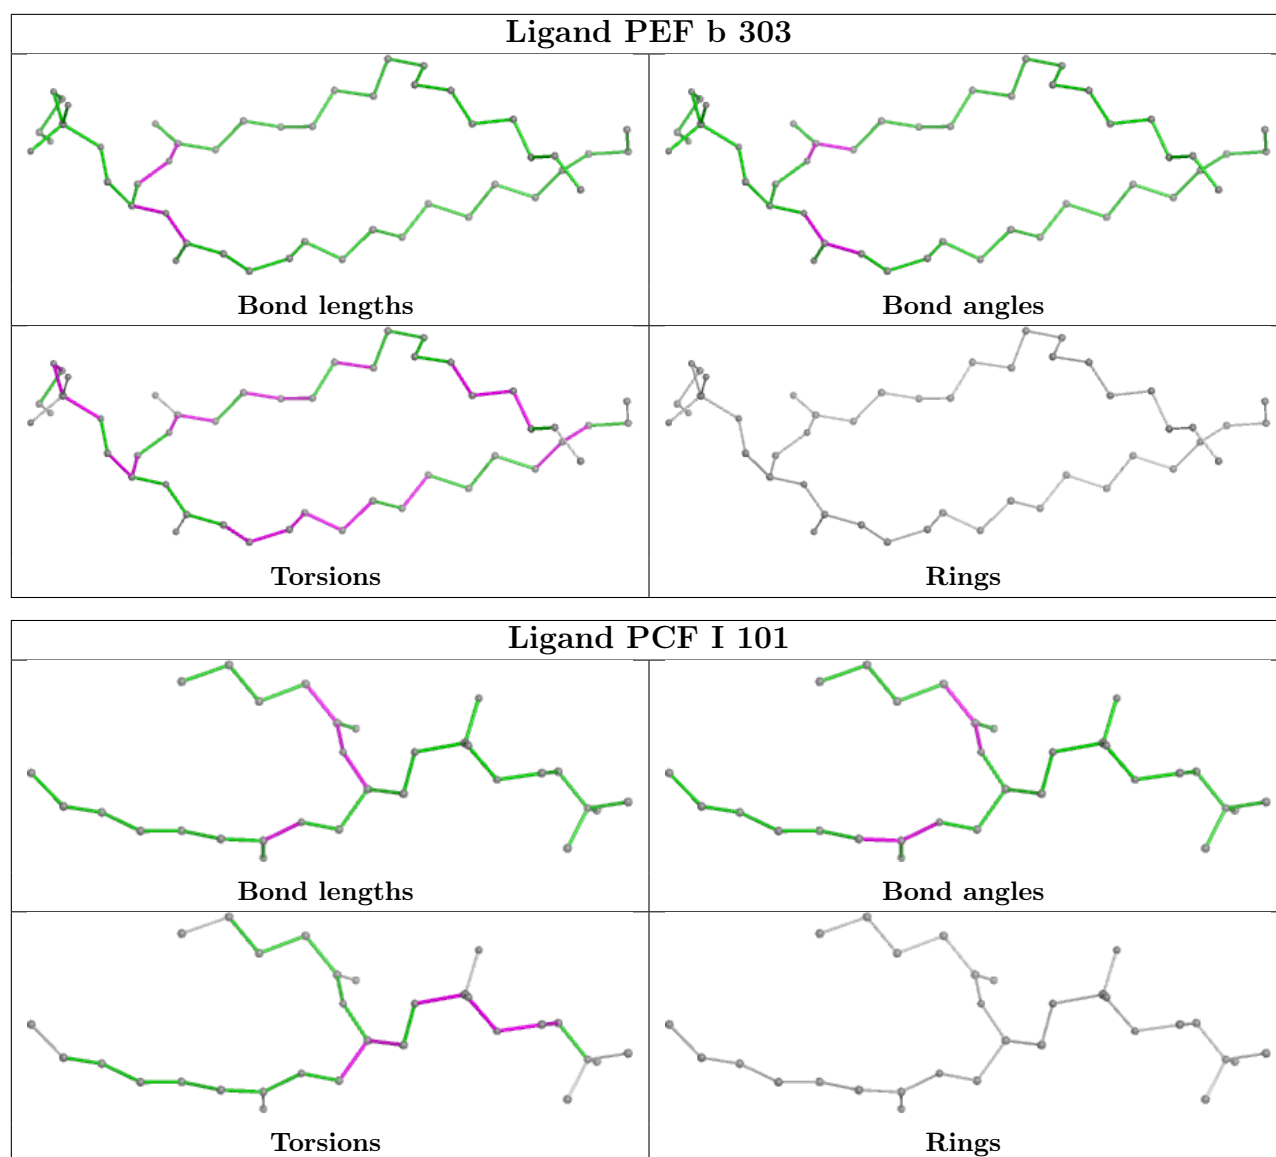 Ligand PEF b 303
Bond lengths
Bond angles
Torsions
Rings
Ligand PCF I 101
Bond lengths
Bond angles
Torsions
Rings